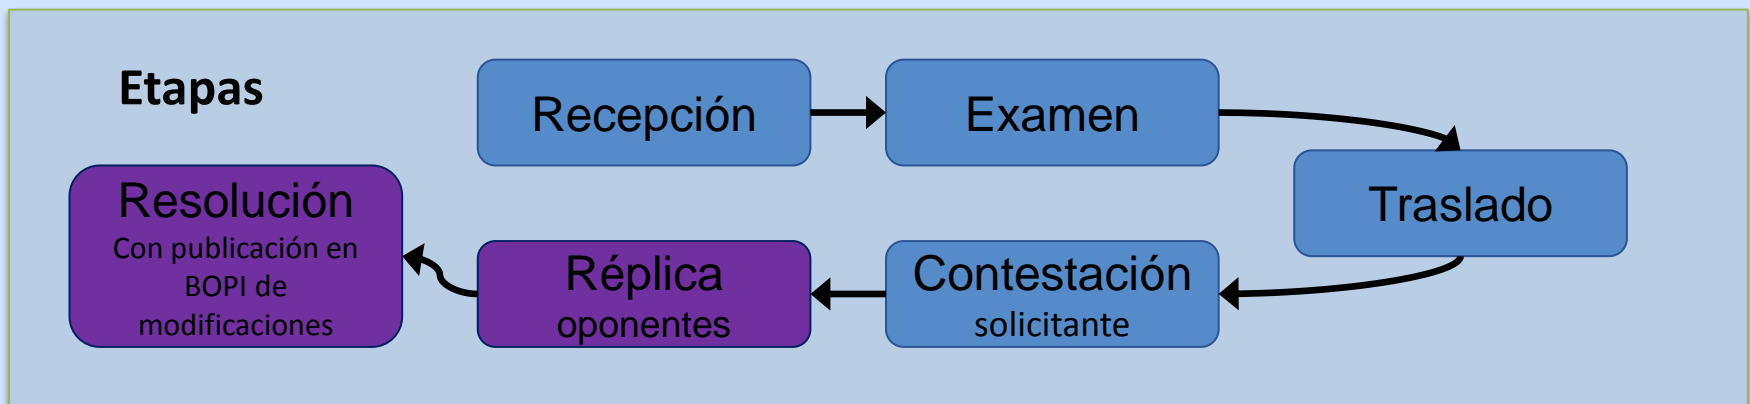 Etapas
Recepción
Examen
Traslado
Contestación
solicitante
Réplica
oponentes
Resolución
Con publicación en
BOPI de
modificaciones